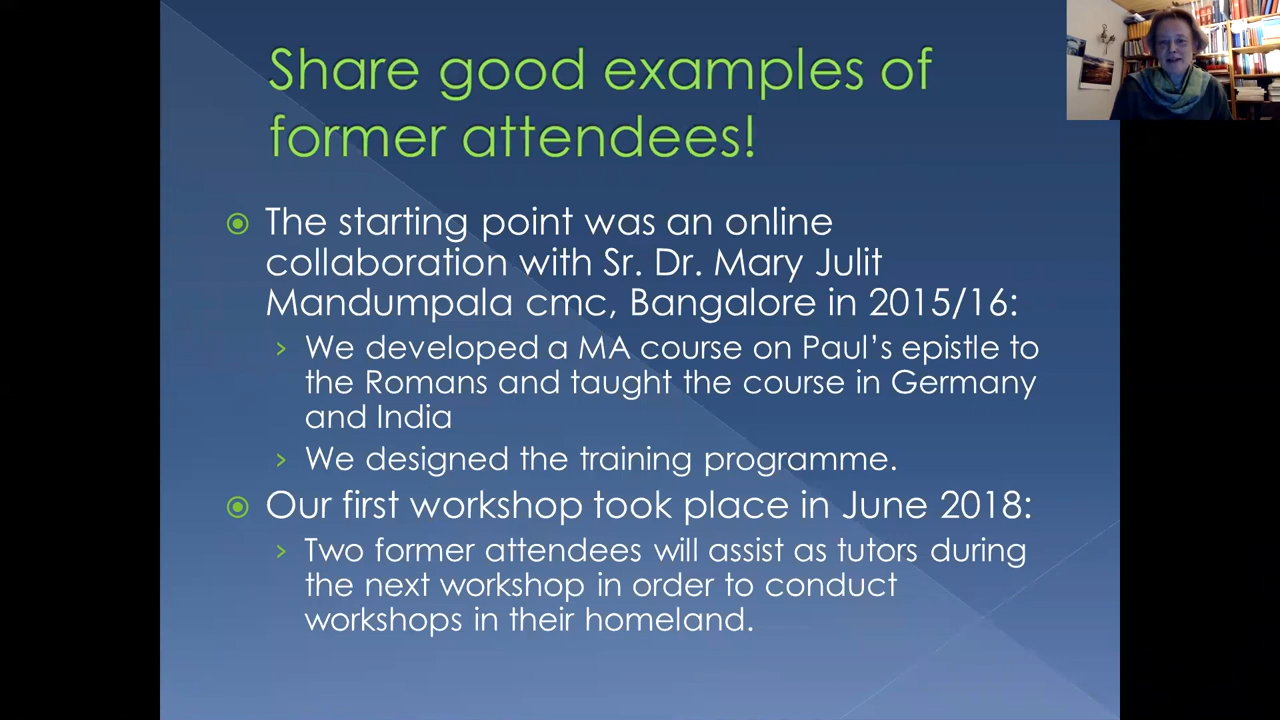 Share good examples of
former attendees!
The starting point was an online
collaboration with Sr. Dr. Mary Julit
Mandumpala cmc, Bangalore in 2015/16:
We developed a MA course on Paul’s epistle to
the Romans and taught the course in Germany
and India
We designed the training programme.
Our first workshop took place in June 2018:
Two former attendees will assist as tutors during
the next workshop in order to conduct
workshops in their homeland.